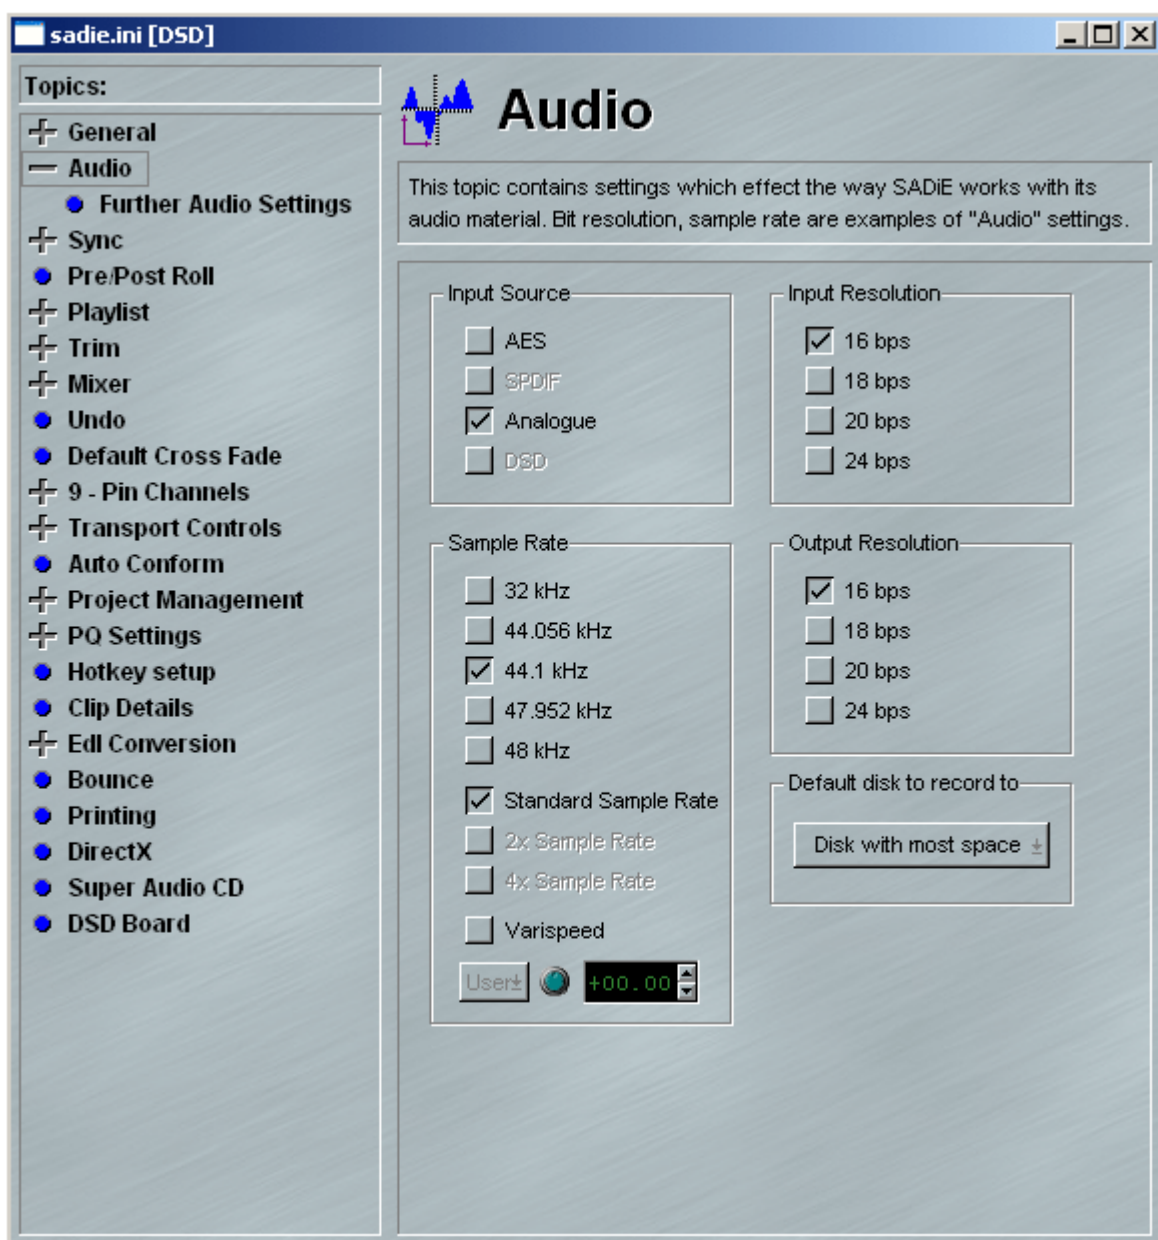 sadie.ini [DSD]
Topics:
General
Audio
Further Audio Settings
Sync
Pre/Post Roll
Playlist
Trim
Mixer
Undo
Default Cross Fade
9 - Pin Channels
Transport Controls
Auto Conform
Project Management
PQ Settings
Hotkey setup
Clip Details
Edl Conversion
Bounce
Printing
DirectX
Super Audio CD
DSD Board
Audio
This topic contains settings which effect the way SADiE works with its
audio material. Bit resolution, sample rate are examples of "Audio" settings.
Input Source
AES
SPDIF
Analogue
DSD
Input Resolution
16 bps
18 bps
20 bps
24 bps
Sample Rate
32 kHz
44.056 kHz
44.1 kHz
47.952 kHz
48 kHz
Standard Sample Rate
2x Sample Rate
4x Sample Rate
Varispeed
User
+00.00
Output Resolution
16 bps
18 bps
20 bps
24 bps
Default disk to record to
Disk with most space